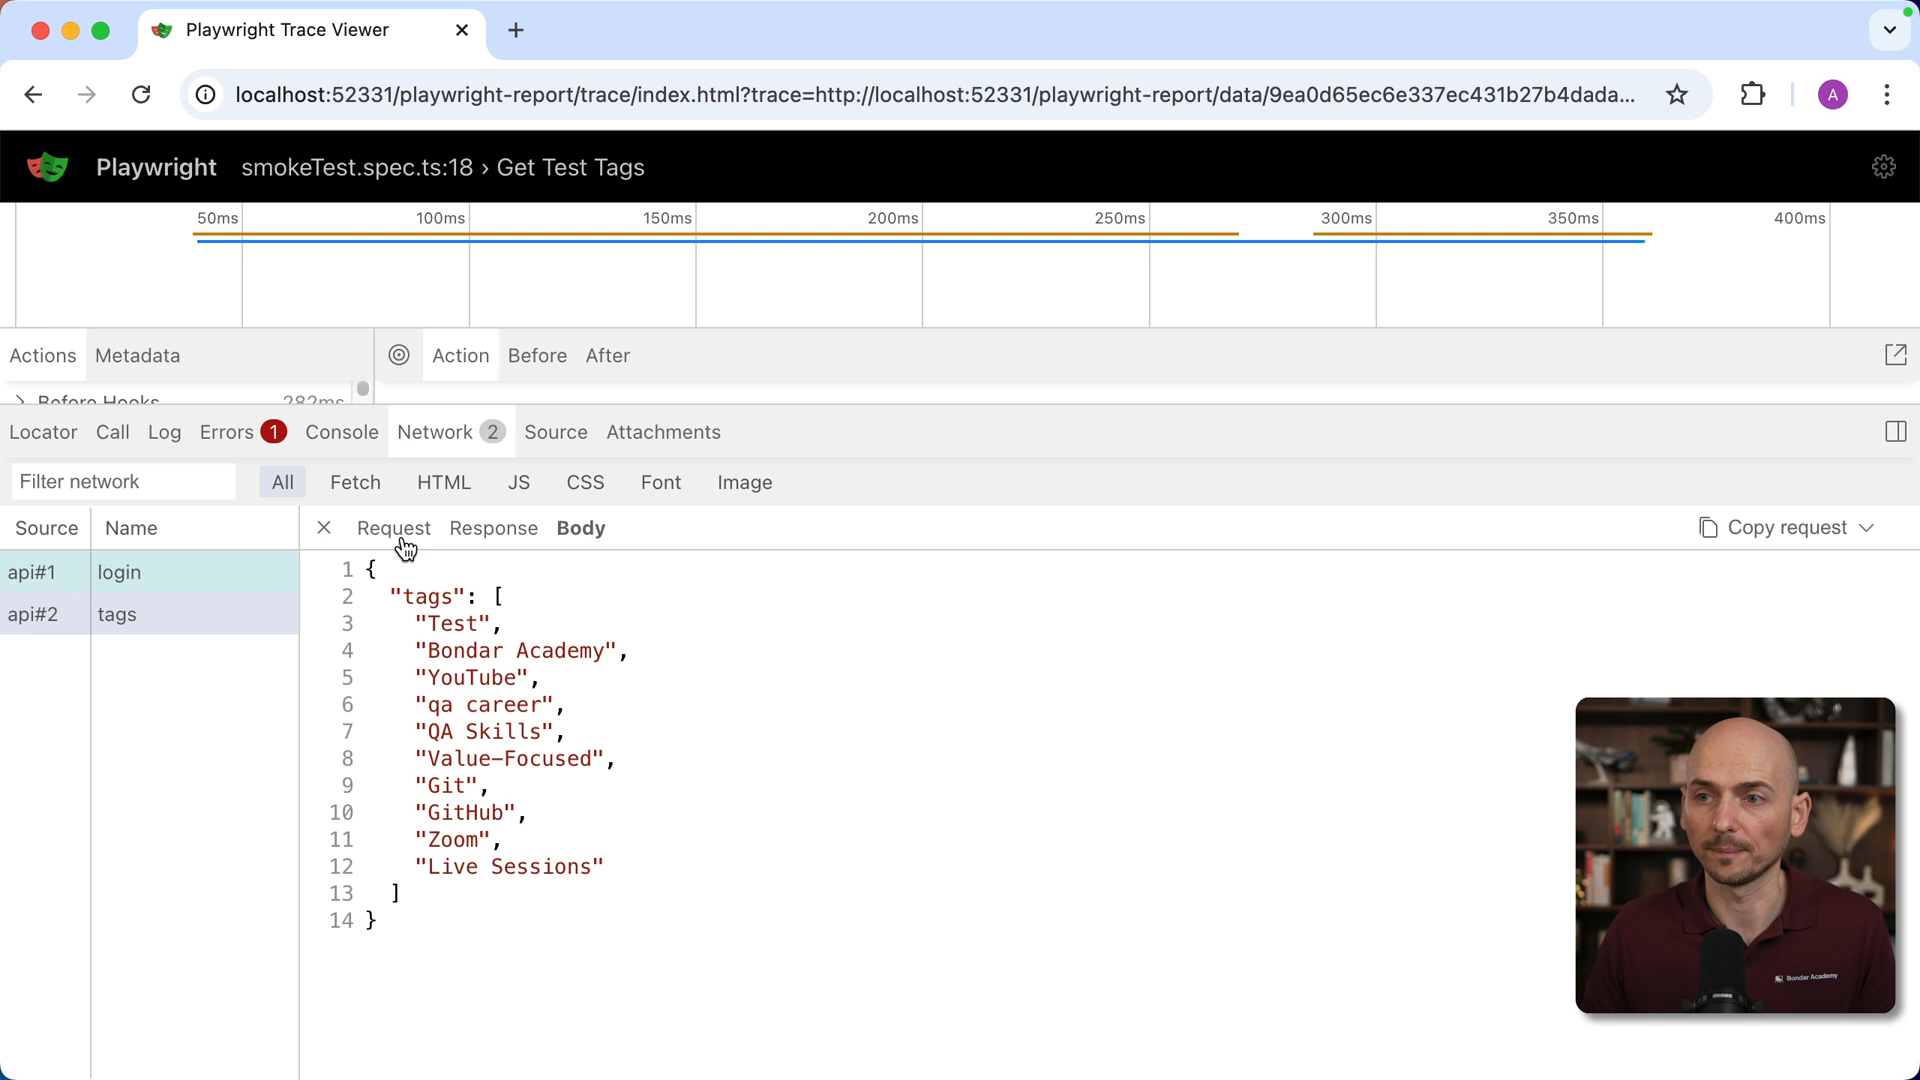 Playwright Trace Viewer
localhost:52331/playwright-report/trace/index.html?trace=http://localhost:52331/playwright-report/data/9ea0d65ec6e337ec431b27b4dada...
A
Playwright smokeTest.spec.ts:18 › Get Test Tags
50ms 100ms 150ms 200ms 250ms 300ms 350ms 400ms
Actions Metadata Action Before After
Before Hooks 282ms
Locator Call Log Errors 1 Console Network 2 Source Attachments
Filter network All Fetch HTML JS CSS Font Image
Source Name Request Response Body Copy request
api#1 login
api#2 tags
1 {
2 "tags": [
3 "Test",
4 "Bondar Academy",
5 "YouTube",
6 "qa career",
7 "QA Skills",
8 "Value-Focused",
9 "Git",
10 "GitHub",
11 "Zoom",
12 "Live Sessions"
13 ]
14 }
Bondar Academy